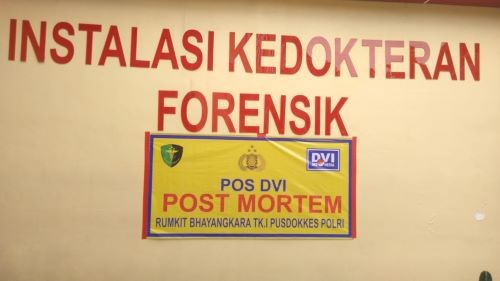 INSTALASI KEDOKTERAN
FORENSIK
DVI
POS DVI
POST MORTEM
RUMKIT BHAYANGKARA TK.I PUSDOKKES POLRI